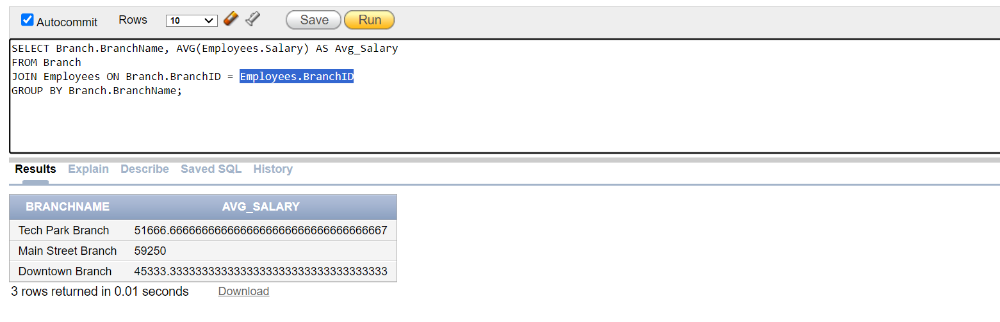 Autocommit Rows 10 Save Run
SELECT Branch.BranchName, AVG(Employees.Salary) AS Avg_Salary
FROM Branch
JOIN Employees ON Branch.BranchID = Employees.BranchID
GROUP BY Branch.BranchName;
Results Explain Describe Saved SQL History
BRANCHNAME AVG_SALARY
Tech Park Branch 51666.6666666666666666666666666666666667
Main Street Branch 59250
Downtown Branch 45333.3333333333333333333333333333333333
3 rows returned in 0.01 seconds Download